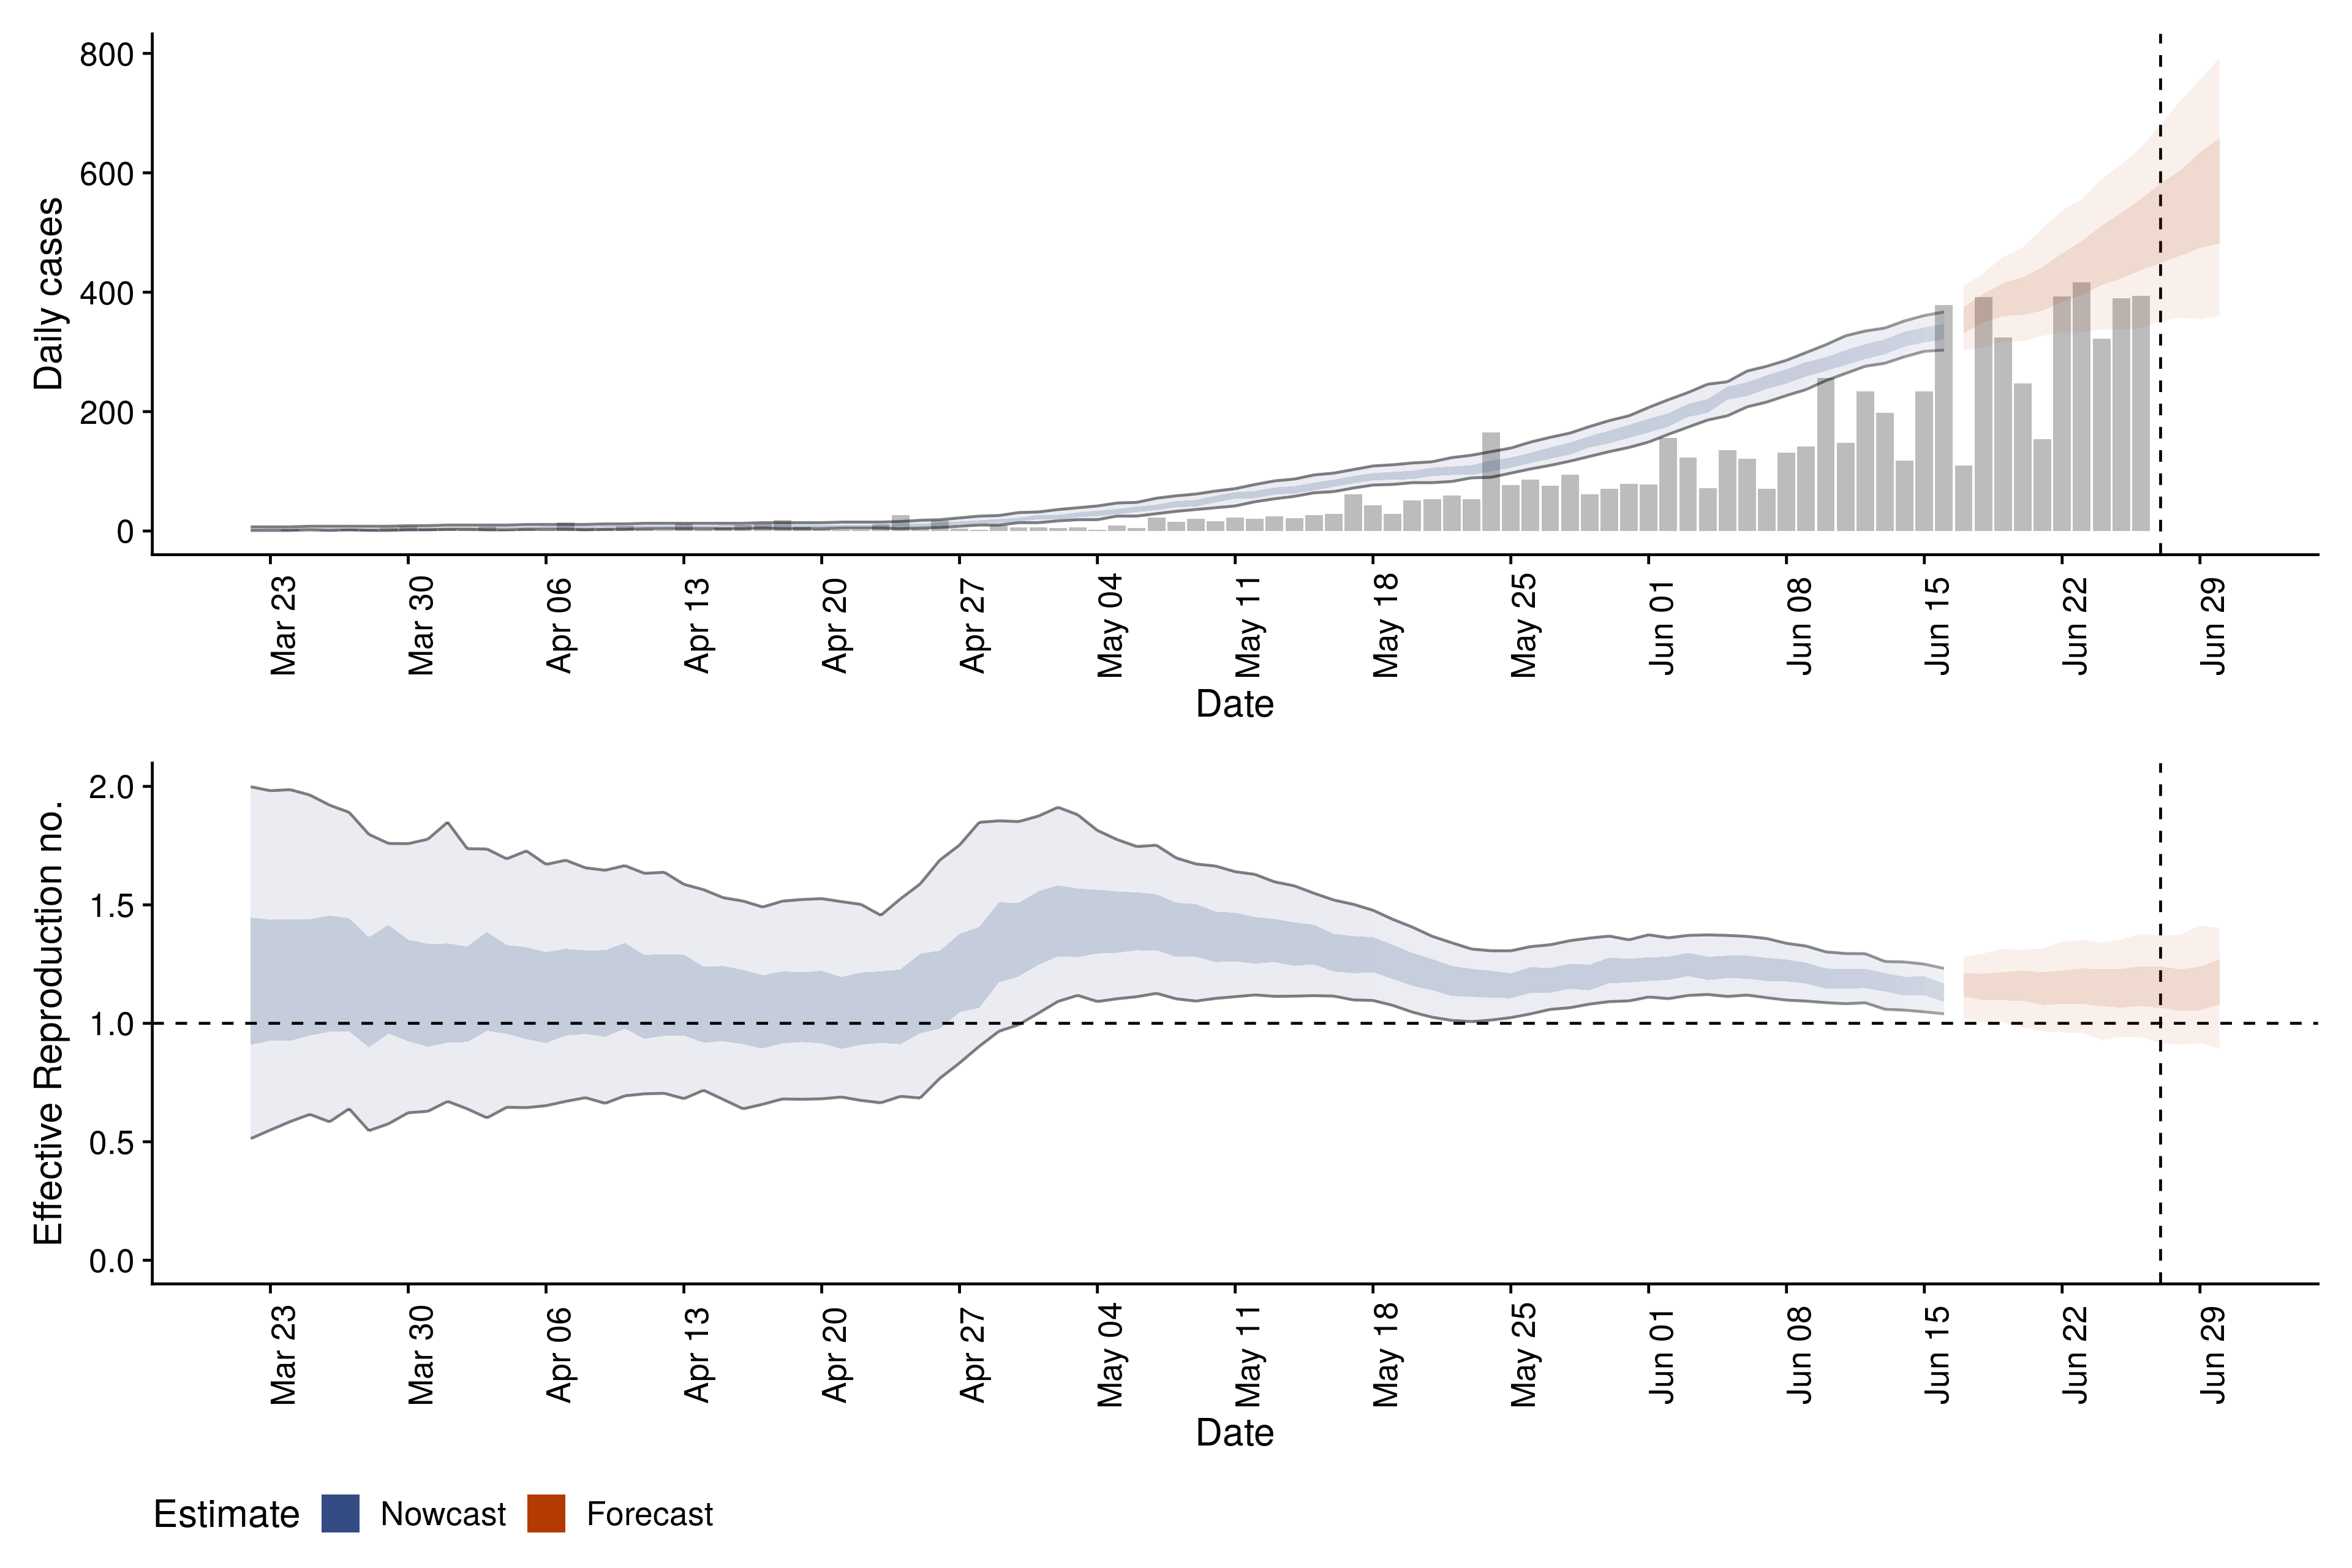 800
600
400
200
0
Daily cases
Mar 23
Mar 30
Apr 06
Apr 13
Apr 20
Apr 27
May 04
May 11
May 18
May 25
Jun 01
Jun 08
Jun 15
Jun 22
Jun 29
Date
2.0
1.5
1.0
0.5
0.0
Effective Reproduction no.
Mar 23
Mar 30
Apr 06
Apr 13
Apr 20
Apr 27
May 04
May 11
May 18
May 25
Jun 01
Jun 08
Jun 15
Jun 22
Jun 29
Date
Estimate Nowcast Forecast